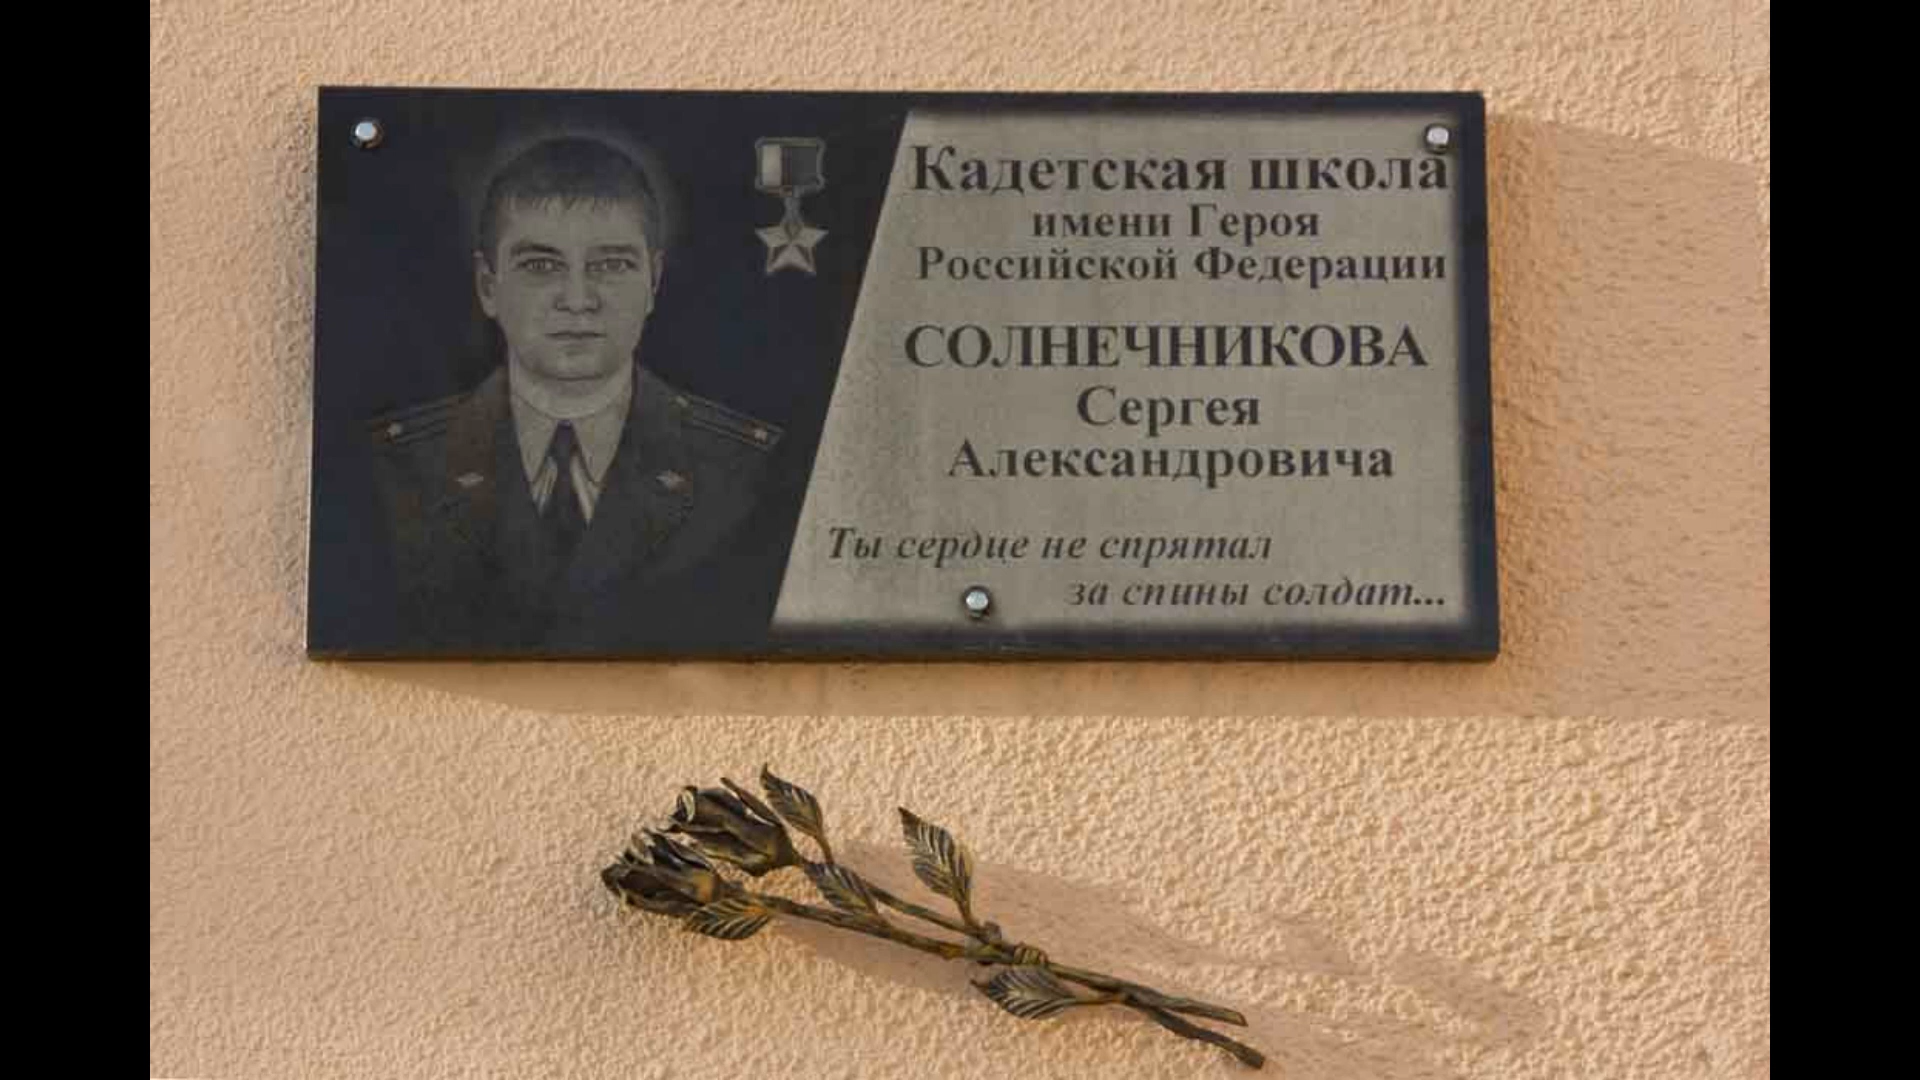 Кадетская школа
имени Героя
Российской Федерации
СОЛНЕЧНИКОВА
Сергея
Александровича
Ты сердце не спрятал
за спины солдат...